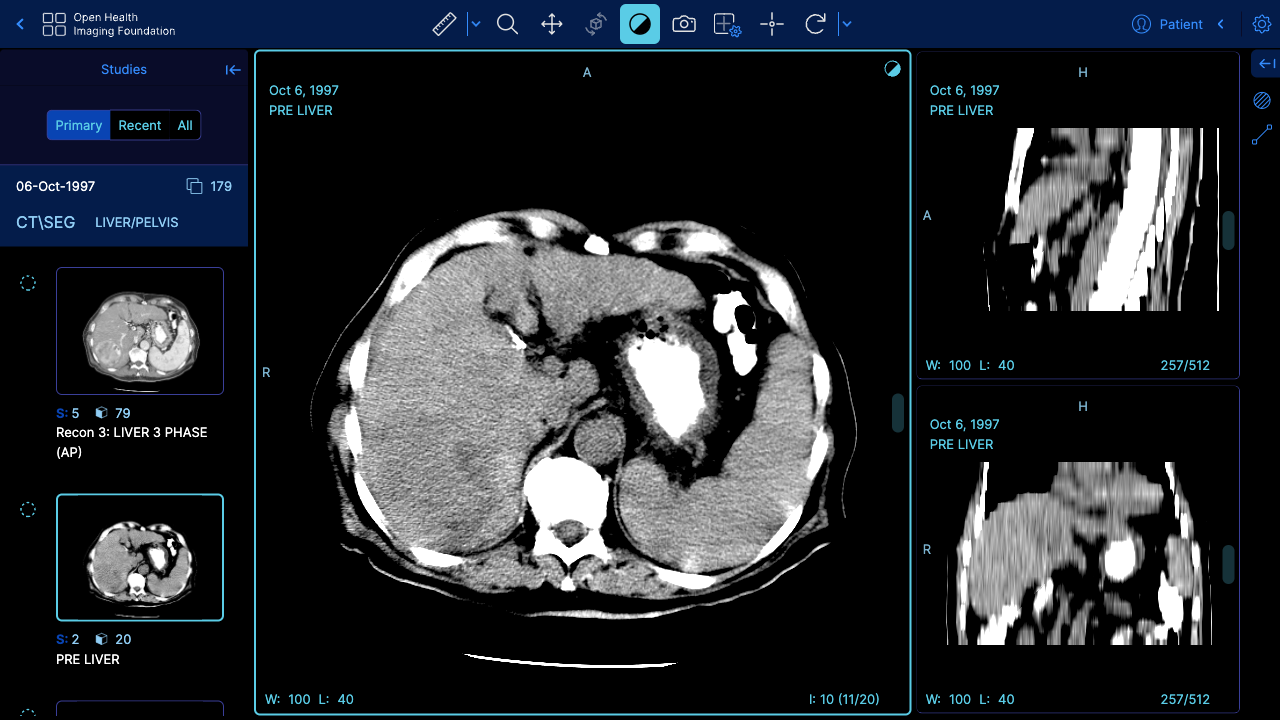 Open Health
Imaging Foundation
Patient
Studies
Primary Recent All
06-Oct-1997 179
CT\SEG LIVER/PELVIS
S: 5 79
Recon 3: LIVER 3 PHASE
(AP)
S: 2 20
PRE LIVER
A
Oct 6, 1997
PRE LIVER
R
W: 100 L: 40
I: 10 (11/20)
H
Oct 6, 1997
PRE LIVER
A
W: 100 L: 40
257/512
H
Oct 6, 1997
PRE LIVER
R
W: 100 L: 40
257/512